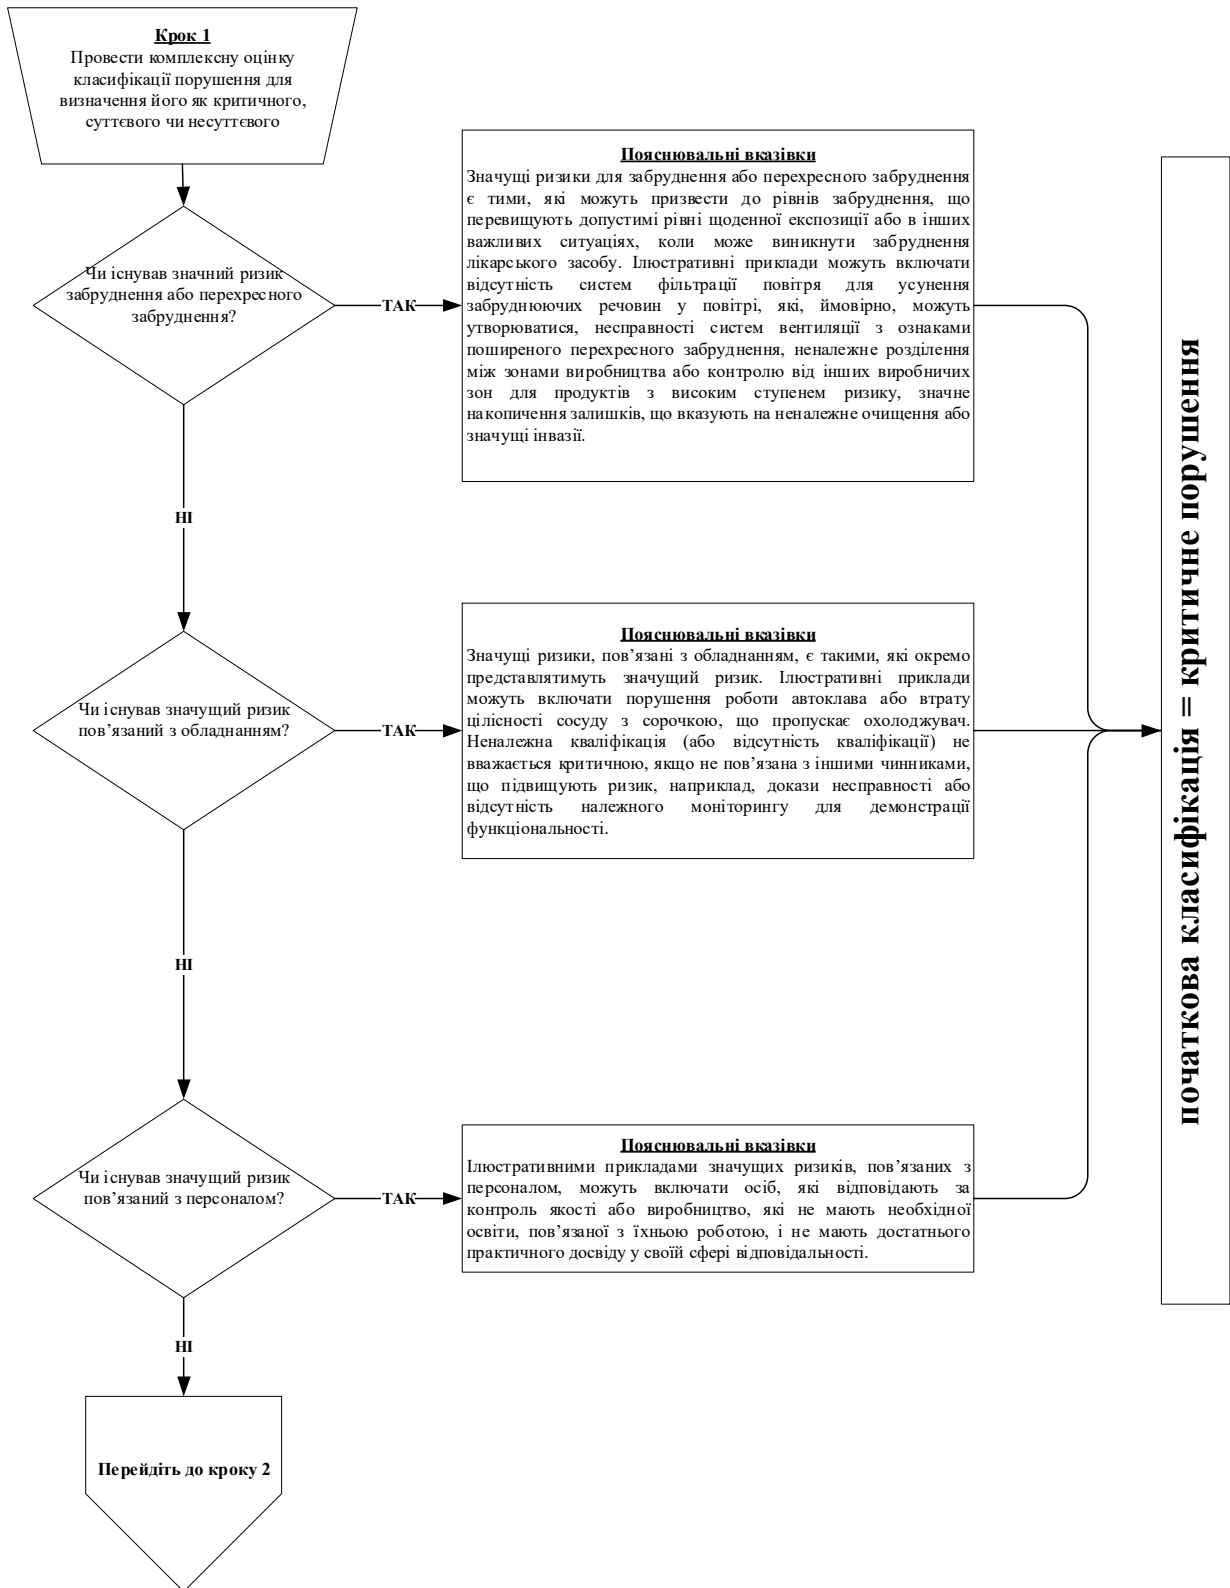 Крок 1
Провести комплексну оцінку
класифікації порушення для
визначення його як критичного,
суттєвого чи несуттєвого
Чи існував значний ризик
забруднення або перехресного
забруднення?
ТАК
Пояснювальні вказівки
Значущі ризики для забруднення або перехресного забруднення
є тими, які можуть призвести до рівнів забруднення, що
перевищують допустимі рівні щоденної експозиції або в інших
важливих ситуаціях, коли може виникнути забруднення
лікарського засобу. Ілюстративні приклади можуть включати
відсутність систем фільтрації повітря для усунення
забруднюючих речовин у повітрі, які, ймовірно, можуть
утворюватися, несправності систем вентиляції з ознаками
поширеного перехресного забруднення, неналежне розділення
між зонами виробництва або контролю від інших виробничих
зон для продуктів з високим ступенем ризику, значне
накопичення залишків, що вказують на неналежне очищення або
значущі інвазії.
НІ
Чи існував значущий ризик
пов’язаний з обладнанням?
ТАК
Пояснювальні вказівки
Значущі ризики, пов’язані з обладнанням, є такими, які окремо
представлятимуть значущий ризик. Ілюстративні приклади
можуть включати порушення роботи автоклава або втрату
цілісності сосуду з сорочкою, що пропускає охолоджувач.
Неналежна кваліфікація (або відсутність кваліфікації) не
вважається критичною, якщо не пов’язана з іншими чинниками,
що підвищують ризик, наприклад, докази несправності або
відсутність належного моніторингу для демонстрації
функціональності.
НІ
Чи існував значущий ризик
пов’язаний з персоналом?
ТАК
Пояснювальні вказівки
Ілюстративними прикладами значущих ризиків, пов’язаних з
персоналом, можуть включати осіб, які відповідають за
контроль якості або виробництво, які не мають необхідної
освіти, пов’язаної з їхньою роботою, і не мають достатнього
практичного досвіду у своїй сфері відповідальності.
НІ
Перейдіть до кроку 2
початкова класифікація = критичне порушення